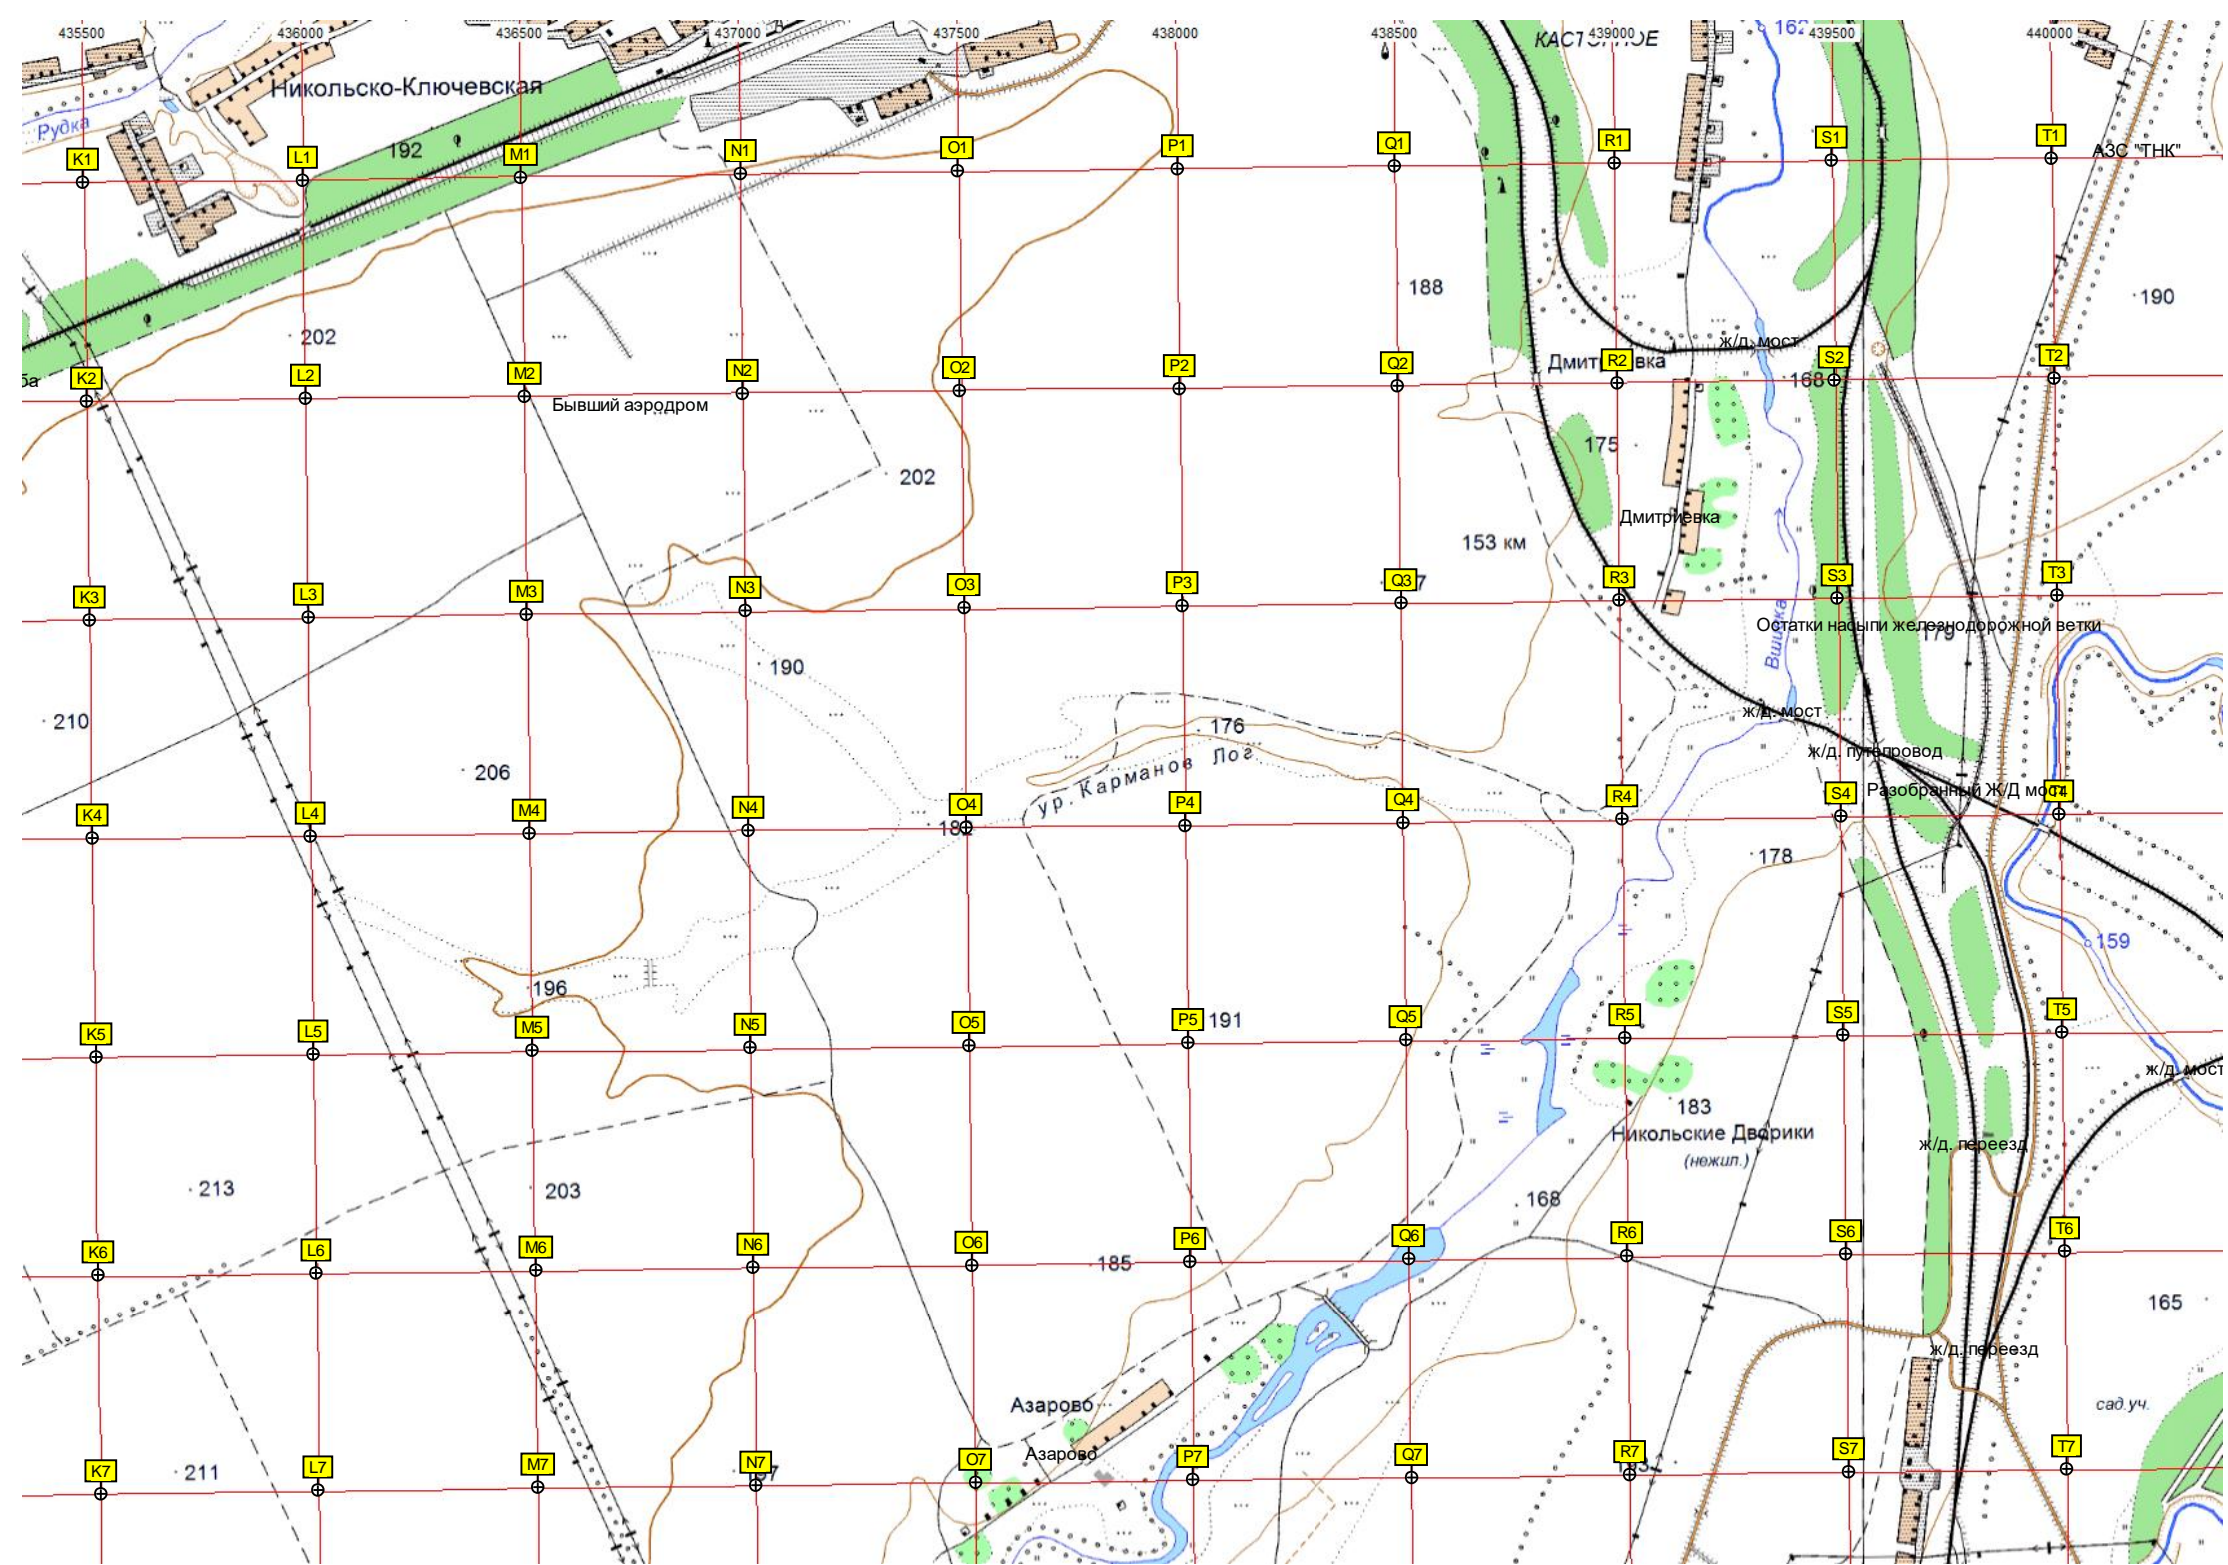 435500 436000 436500 437000 437500 438000 438500 439000 439500 440000
162
Никольско-Ключевская
Рудка
192
K1 L1 M1 N1 O1 P1 Q1 R1 S1 T1
АЗС "ТНК"
202
188
190
ж/д. мост
K2 L2 M2 N2 O2 P2 Q2 R2 S2 T2
168
Бывший аэродром
175
202
Дмитриевка
153 км
K3 L3 M3 N3 O3 P3 Q3 R3 S3 T3
Остатки насыпи железнодорожной ветки
179
190
210
176
ж/д. мост
ур. Карманов Лог
ж/д. путепровод
206
Разобранный Ж/Д мост
K4 L4 M4 N4 O4 P4 Q4 R4 S4 T4
178
159
196
K5 L5 M5 N5 O5 P5 Q5 R5 S5 T5
191
ж/д. мост
183
Никольские Дворики
(нежил.)
ж/д. переезд
213
203
168
K6 L6 M6 N6 O6 P6 Q6 R6 S6 T6
185
165
ж/д. переезд
Азарово
сад.уч.
Азарово
K7 L7 M7 N7 O7 P7 Q7 R7 S7 T7
211